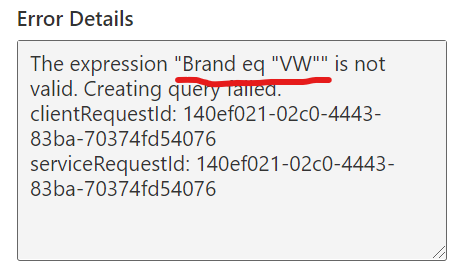 Error Details
The expression "Brand eq "VW"" is not
valid. Creating query failed.
clientRequestId: 140ef021-02c0-4443-
83ba-70374fd54076
serviceRequestId: 140ef021-02c0-4443-
83ba-70374fd54076